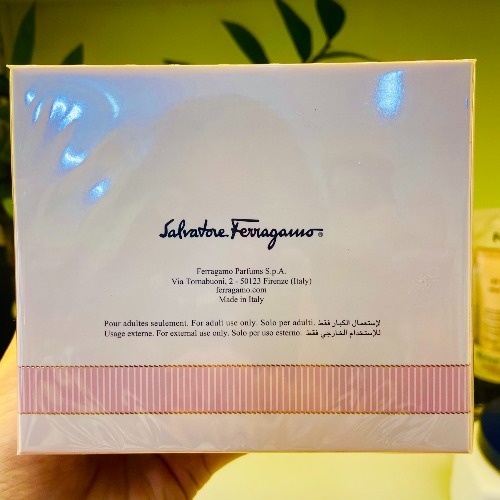 Salvatore Ferragamo®
Ferragamo Parfums S.p.A.
Via Tornabuoni, 2 - 50123 Firenze (Italy)
ferragamo.com
Made in Italy
Pour adultes seulement. For adult use only. Solo per adulti. لإستعمال الكبار فقط.
Usage externe. For external use only. Solo per uso esterno. للإستخدام الخارجي فقط.